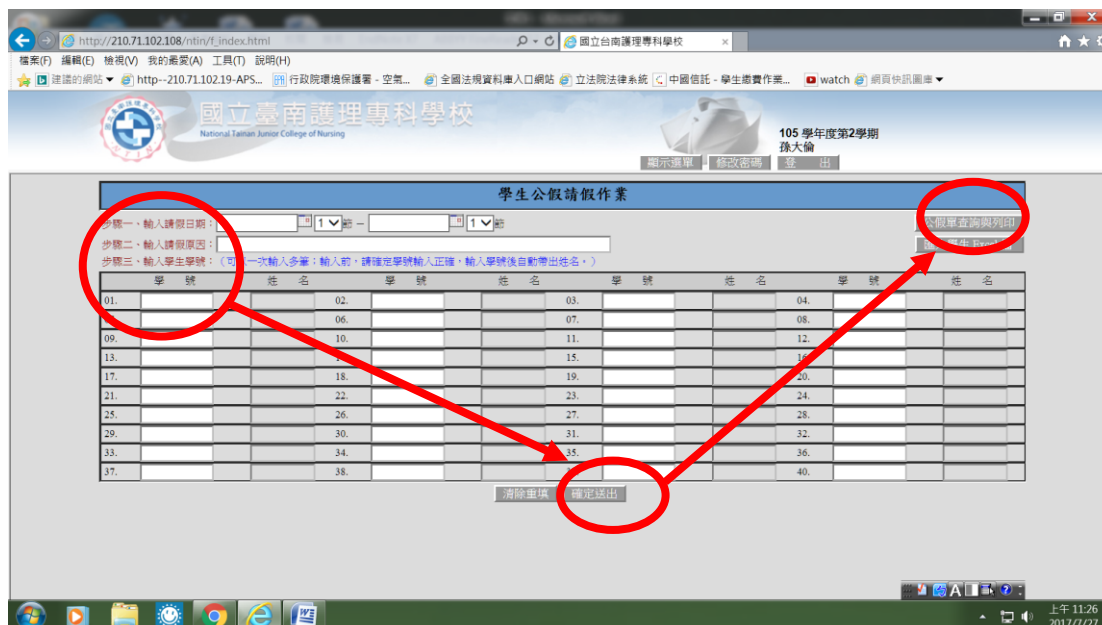 http://210.71.102.108/ntin/f_index.html
國立台南護理專科學校
檔案(F) 編輯(E) 檢視(V) 我的最愛(A) 工具(T) 說明(H)
建議的網站 http--210.71.102.19-APS... 行政院環境保護署 - 空氣... 全國法規資料庫入口網站 立法院法律系統 中國信託 - 學生繳費作業... watch 網頁快訊圖庫
國立臺南護理專科學校
National Tainan Junior College of Nursing
105 學年度第2學期
孫大倫
顯示選單 修改密碼 登 出
學生公假請假作業
步驟一、輸入請假日期: 1 節 – 1 節
公假單查詢與列印
步驟二、輸入請假原因:
學生 Excel
步驟三、輸入學生學號:(可以一次輸入多筆;輸入前,請確定學號輸入正確,輸入學號後自動帶出姓名。)
學 號 姓 名 學 號 姓 名 學 號 姓 名 學 號 姓 名
01. 02. 03. 04.
06. 07. 08.
09. 10. 11. 12.
13. 15. 16.
17. 18. 19. 20.
21. 22. 23. 24.
25. 26. 27. 28.
29. 30. 31. 32.
33. 34. 35. 36.
37. 38. 40.
清除重填 確定送出
上午 11:26
2017/7/27